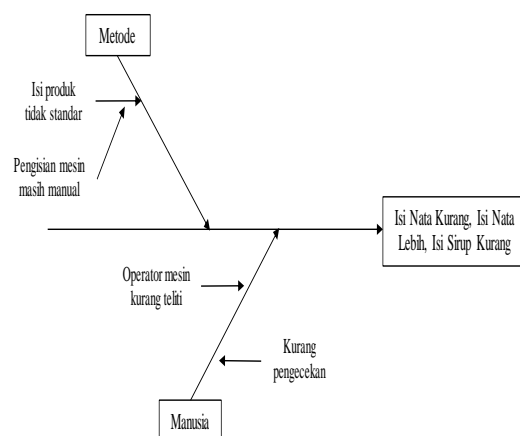 Metode
Isi produk
tidak standar
Pengisian mesin
masih manual
Isi Nata Kurang, Isi Nata
Lebih, Isi Sirup Kurang
Operator mesin
kurang teliti
Kurang
pengecekan
Manusia